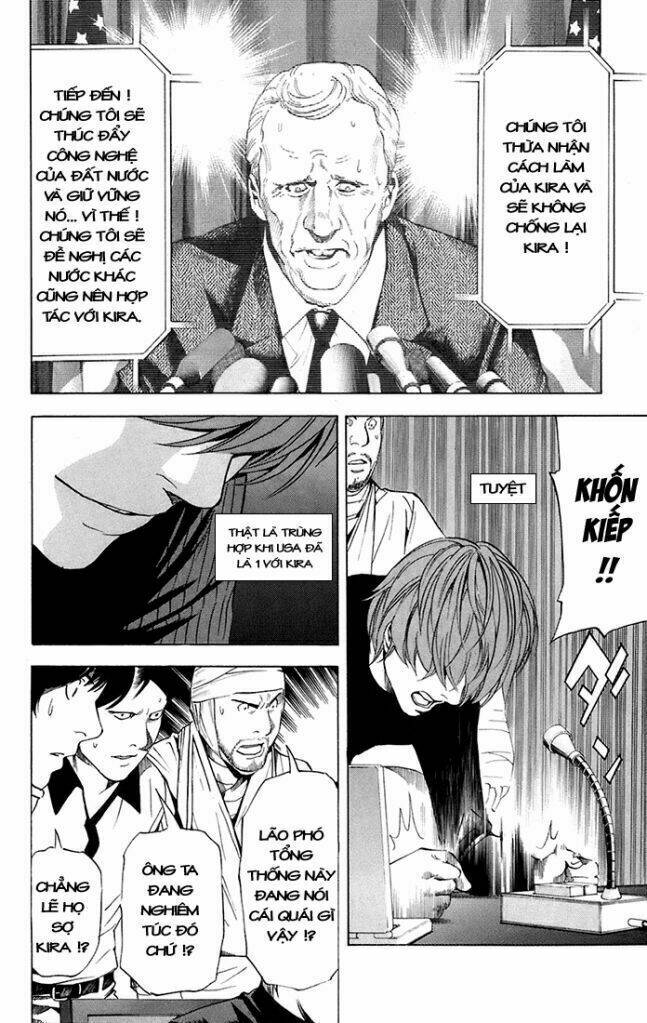 CHÚNG TÔI
THỪA NHẬN
CÁCH LÀM
CỦA KIRA VÀ
SẼ KHÔNG
CHỐNG LẠI
KIRA !
TIẾP ĐẾN !
CHÚNG TÔI SẼ
THÚC ĐẨY
CÔNG NGHỆ
CỦA ĐẤT NƯỚC
VÀ GIỮ VỮNG
NÓ... VÌ THẾ !
CHÚNG TÔI SẼ
ĐỀ NGHỊ CÁC
NƯỚC KHÁC
CŨNG NÊN HỢP
TÁC VỚI KIRA.
KHỐN
KIẾP
!!
TUYỆT
ダンッ
THẬT LÀ TRÙNG
HỢP KHI USA ĐÃ
LÀ 1 VỚI KIRA
LÃO PHÓ
TỔNG
THỐNG NÀY
ĐANG NÓI
CÁI QUÁI GÌ
VẬY !?
ÔNG TA
ĐANG
NGHIÊM
TÚC ĐÓ
CHỨ !?
CHẲNG
LẼ HỌ
SỢ
KIRA !?